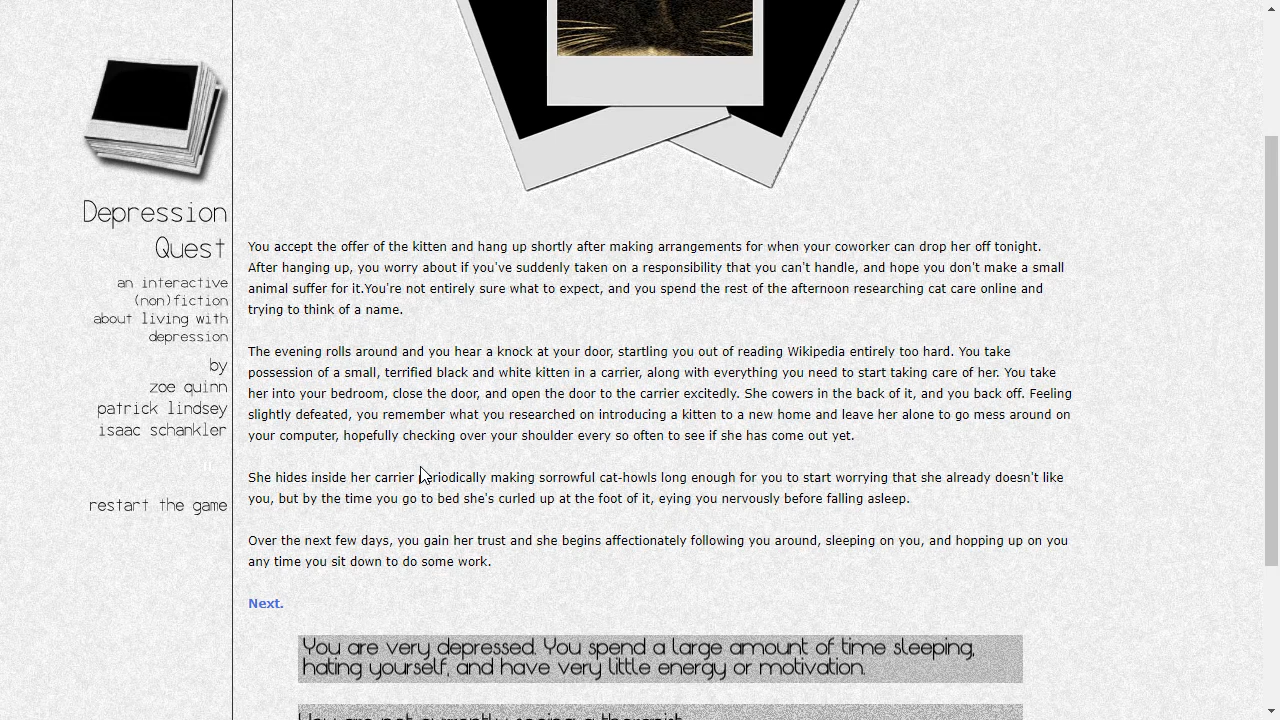 Depression
Quest
an interactive
(non)fiction
about living with
depression
by
zoe quinn
patrick lindsey
isaac schankler
restart the game
You accept the offer of the kitten and hang up shortly after making arrangements for when your coworker can drop her off tonight.
After hanging up, you worry about if you've suddenly taken on a responsibility that you can't handle, and hope you don't make a small
animal suffer for it.You're not entirely sure what to expect, and you spend the rest of the afternoon researching cat care online and
trying to think of a name.
The evening rolls around and you hear a knock at your door, startling you out of reading Wikipedia entirely too hard. You take
possession of a small, terrified black and white kitten in a carrier, along with everything you need to start taking care of her. You take
her into your bedroom, close the door, and open the door to the carrier excitedly. She cowers in the back of it, and you back off. Feeling
slightly defeated, you remember what you researched on introducing a kitten to a new home and leave her alone to go mess around on
your computer, hopefully checking over your shoulder every so often to see if she has come out yet.
She hides inside her carrier periodically making sorrowful cat-howls long enough for you to start worrying that she already doesn't like
you, but by the time you go to bed she's curled up at the foot of it, eying you nervously before falling asleep.
Over the next few days, you gain her trust and she begins affectionately following you around, sleeping on you, and hopping up on you
any time you sit down to do some work.
Next.
You are very depressed. You spend a large amount of time sleeping,
hating yourself, and have very little energy or motivation.
You are not currently seeing a therapist.